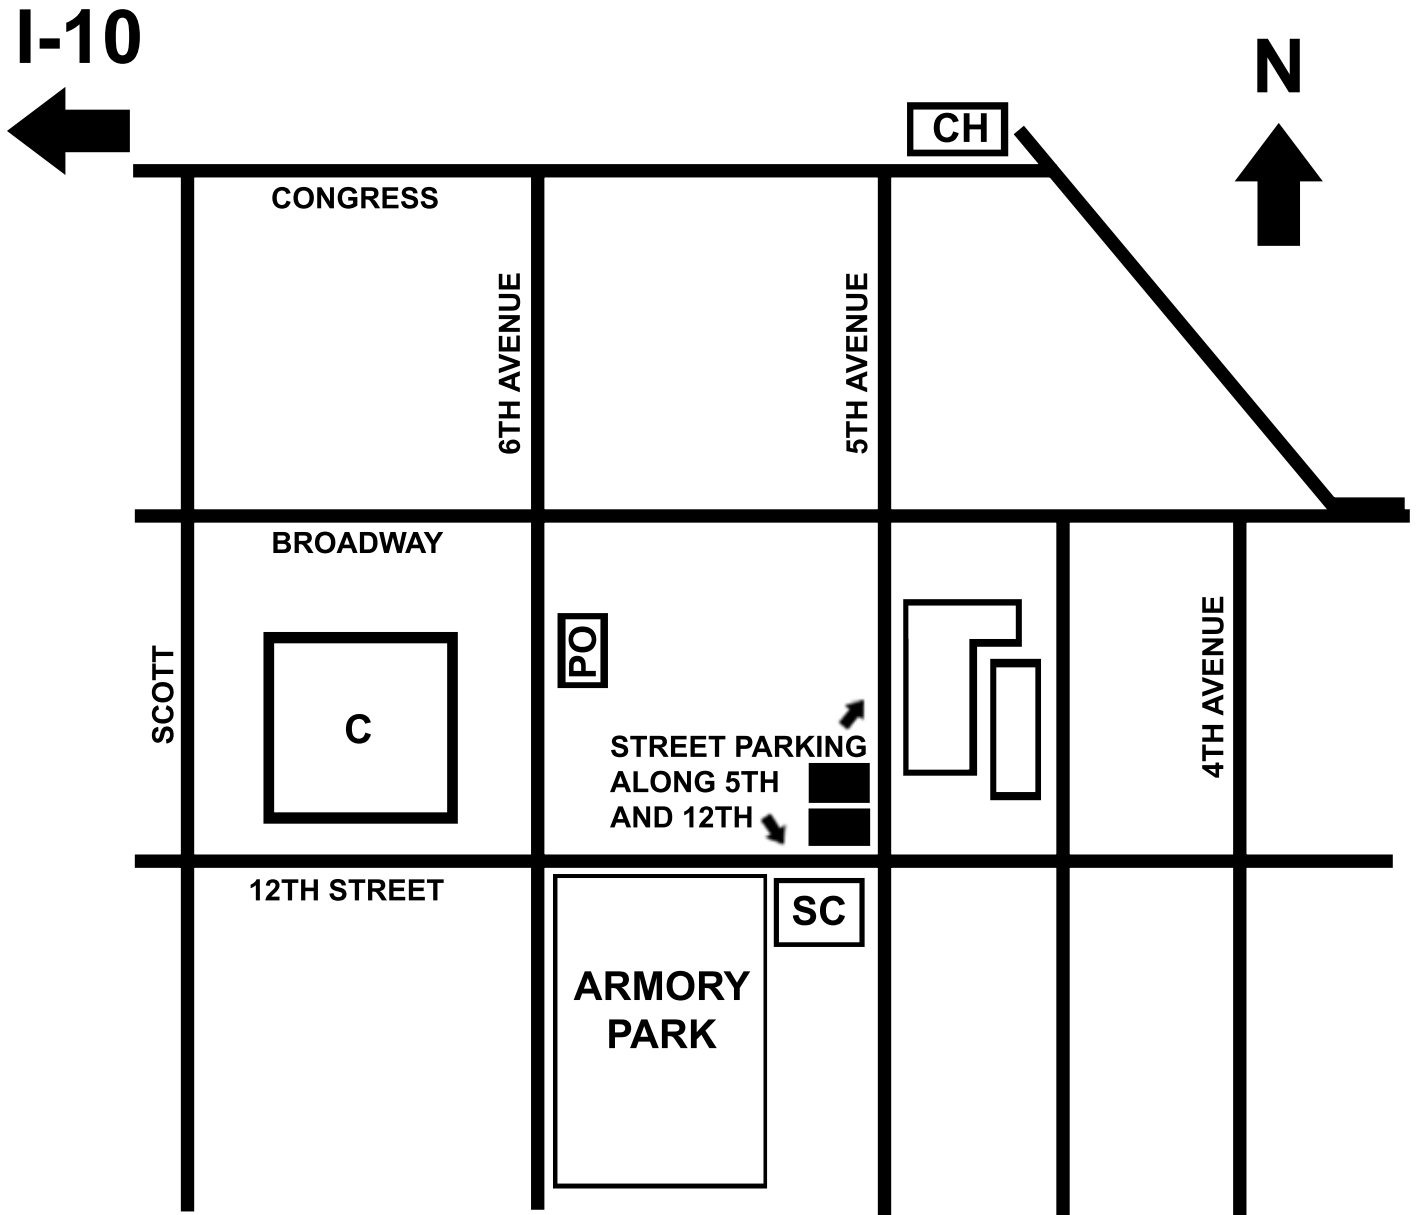 I-10
N
CH
CONGRESS
6TH AVENUE
5TH AVENUE
BROADWAY
SCOTT
C
PO
4TH AVENUE
STREET PARKING
ALONG 5TH
AND 12TH
12TH STREET
SC
ARMORY
PARK